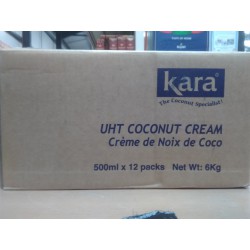 kara
The Coconut Specialist!
UHT COCONUT CREAM
Crème de Noix de Coco
500ml x 12 packs Net Wt: 6Kg